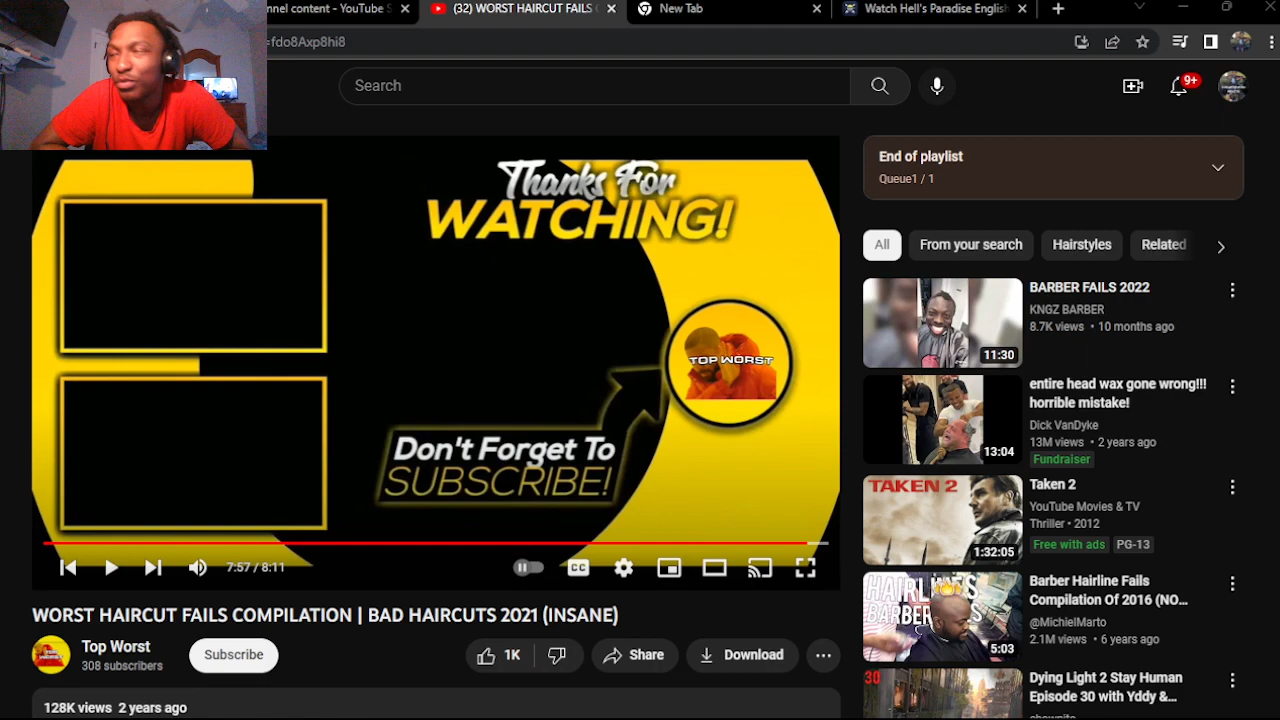 nnel content - YouTube S
(32) WORST HAIRCUT FAILS C
New Tab
Watch Hell's Paradise English
=fdo8Axp8hi8
Search
9+
Thanks For
WATCHING!
TOP WORST
Don't Forget To
SUBSCRIBE!
7:57 / 8:11
CC
WORST HAIRCUT FAILS COMPILATION | BAD HAIRCUTS 2021 (INSANE)
Top Worst
308 subscribers
Subscribe
1K
Share
Download
128K views 2 years ago
End of playlist
Queue1 / 1
All
From your search
Hairstyles
Related
BARBER FAILS 2022
KNGZ BARBER
8.7K views • 10 months ago
11:30
entire head wax gone wrong!!!
horrible mistake!
Dick VanDyke
13M views • 2 years ago
Fundraiser
13:04
TAKEN 2
Taken 2
YouTube Movies & TV
Thriller • 2012
Free with ads PG-13
1:32:05
HAIRLINES
BARBER
Barber Hairline Fails
Compilation Of 2016 (NO...
@MichielMarto
2.1M views • 6 years ago
5:03
30
Dying Light 2 Stay Human
Episode 30 with Yddy &...